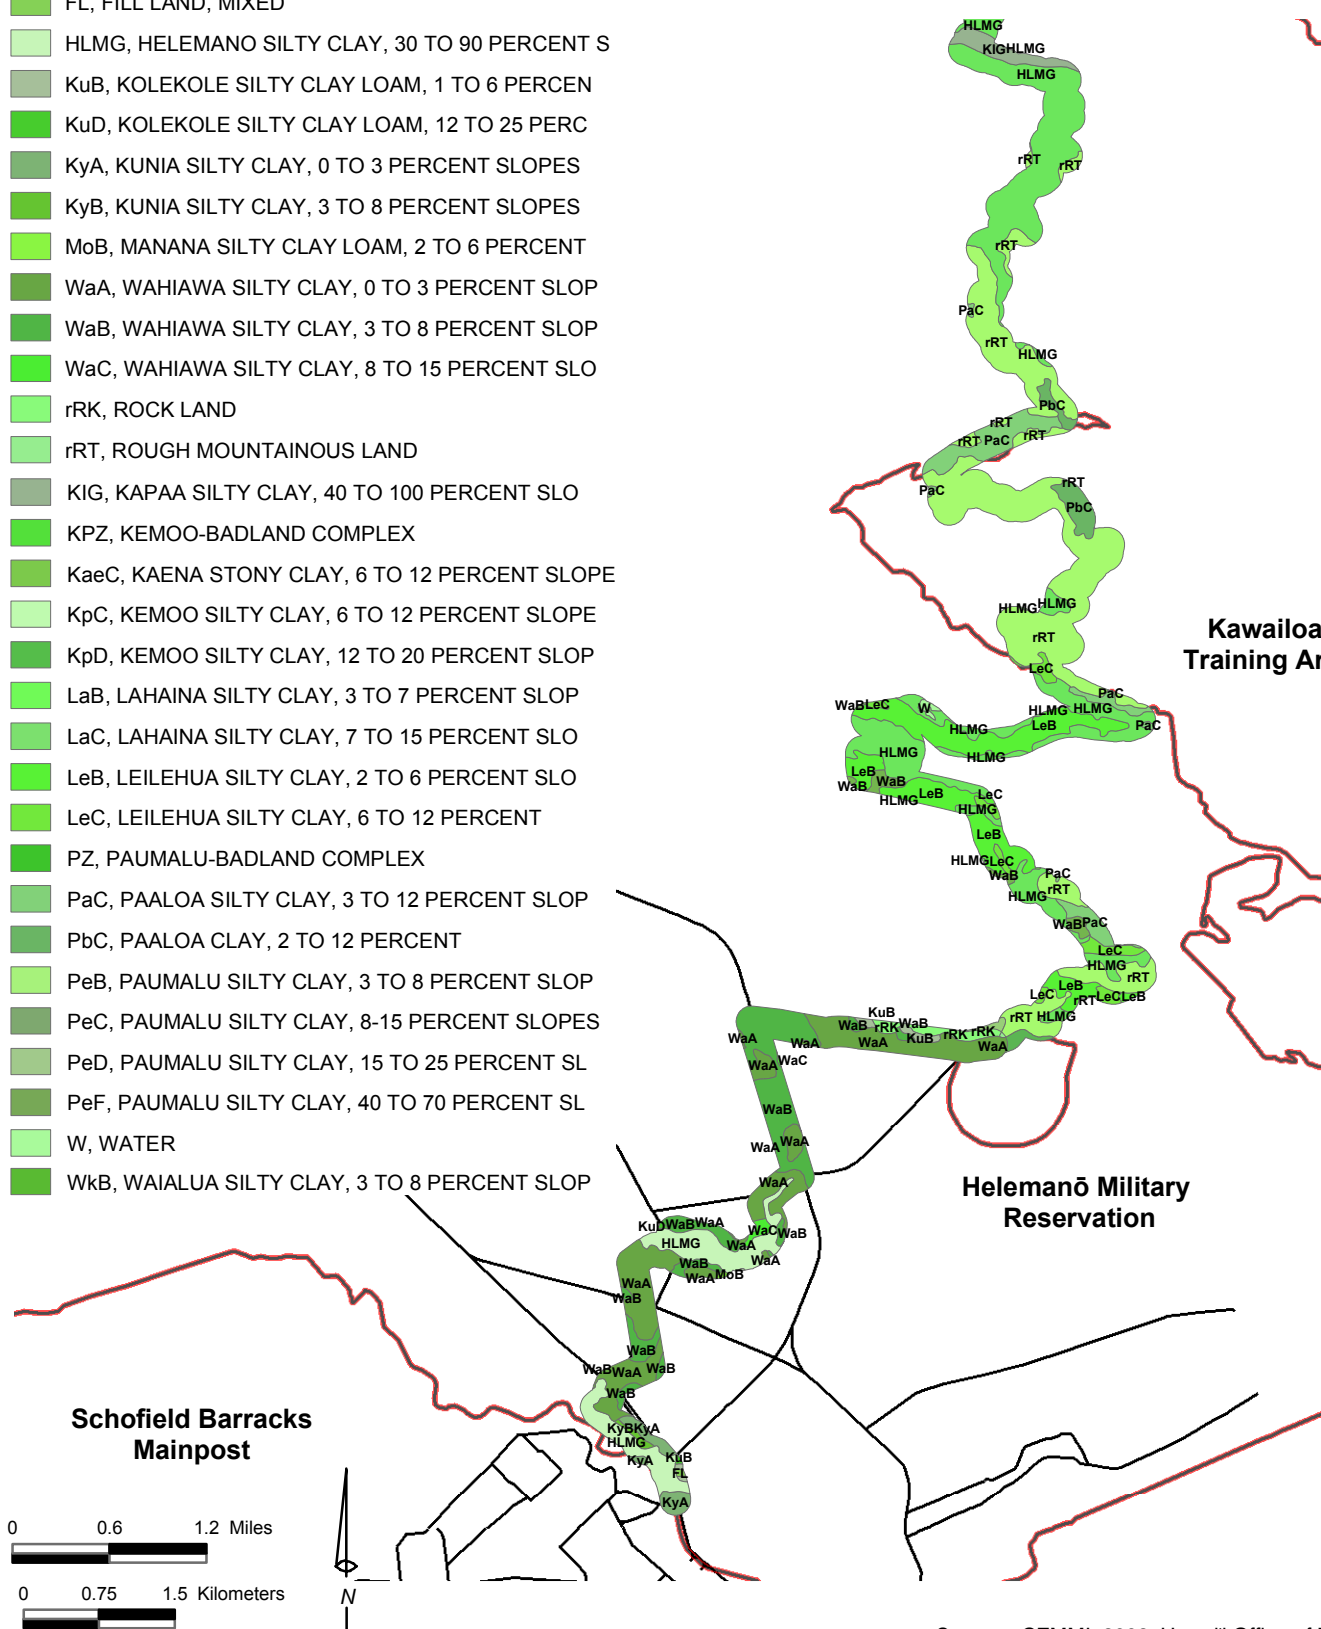 FL, FILL LAND, MIXED
HLMG, HELEMANO SILTY CLAY, 30 TO 90 PERCENT S
KuB, KOLEKOLE SILTY CLAY LOAM, 1 TO 6 PERCEN
KuD, KOLEKOLE SILTY CLAY LOAM, 12 TO 25 PERC
KyA, KUNIA SILTY CLAY, 0 TO 3 PERCENT SLOPES
KyB, KUNIA SILTY CLAY, 3 TO 8 PERCENT SLOPES
MoB, MANANA SILTY CLAY LOAM, 2 TO 6 PERCENT
WaA, WAHIAWA SILTY CLAY, 0 TO 3 PERCENT SLOP
WaB, WAHIAWA SILTY CLAY, 3 TO 8 PERCENT SLOP
WaC, WAHIAWA SILTY CLAY, 8 TO 15 PERCENT SLO
rRK, ROCK LAND
rRT, ROUGH MOUNTAINOUS LAND
KIG, KAPAA SILTY CLAY, 40 TO 100 PERCENT SLO
KPZ, KEMOO-BADLAND COMPLEX
KaeC, KAENA STONY CLAY, 6 TO 12 PERCENT SLOPE
KpC, KEMOO SILTY CLAY, 6 TO 12 PERCENT SLOPE
KpD, KEMOO SILTY CLAY, 12 TO 20 PERCENT SLOP
LaB, LAHAINA SILTY CLAY, 3 TO 7 PERCENT SLOP
LaC, LAHAINA SILTY CLAY, 7 TO 15 PERCENT SLO
LeB, LEILEHUA SILTY CLAY, 2 TO 6 PERCENT SLO
LeC, LEILEHUA SILTY CLAY, 6 TO 12 PERCENT
PZ, PAUMALU-BADLAND COMPLEX
PaC, PAALOA SILTY CLAY, 3 TO 12 PERCENT SLOP
PbC, PAALOA CLAY, 2 TO 12 PERCENT
PeB, PAUMALU SILTY CLAY, 3 TO 8 PERCENT SLOP
PeC, PAUMALU SILTY CLAY, 8-15 PERCENT SLOPES
PeD, PAUMALU SILTY CLAY, 15 TO 25 PERCENT SL
PeF, PAUMALU SILTY CLAY, 40 TO 70 PERCENT SL
W, WATER
WkB, WAIALUA SILTY CLAY, 3 TO 8 PERCENT SLOP
HLMG
KIG HLMG
HLMG
rRT
rRT
rRT
PaC
rRT
HLMG
PbC
rRT
rRT PaC rRT
PaC
rRT
PbC
HLMG HLMG
rRT
LeC
Kawailoa
Training Ar
PaC
WaB LeC W
HLMG HLMG
HLMG LeB PaC
HLMG
HLMG
LeB
WaB WaB
HLMG LeB LeC
HLMG
LeB
HLMG LeC
WaB
PaC
rRT
HLMG
WaB PaC
LeC
HLMG
rRT
LeB
LeC rRT LeC LeB
rRT HLMG
KuB
WaB rRK WaB
KuB rRK rRK
WaA WaA WaA WaA
WaA WaC
WaB
WaA WaA
WaA
Helemanō Military
Reservation
KuD WaB WaA
WaC WaB
HLMG WaA
WaA
WaB
WaA MoB
WaA
WaB
WaB
WaB WaA WaB
WaB
KyB KyA
HLMG
KyA KuB
FL
KyA
Schofield Barracks
Mainpost
0 0.6 1.2 Miles
0 0.75 1.5 Kilometers
N